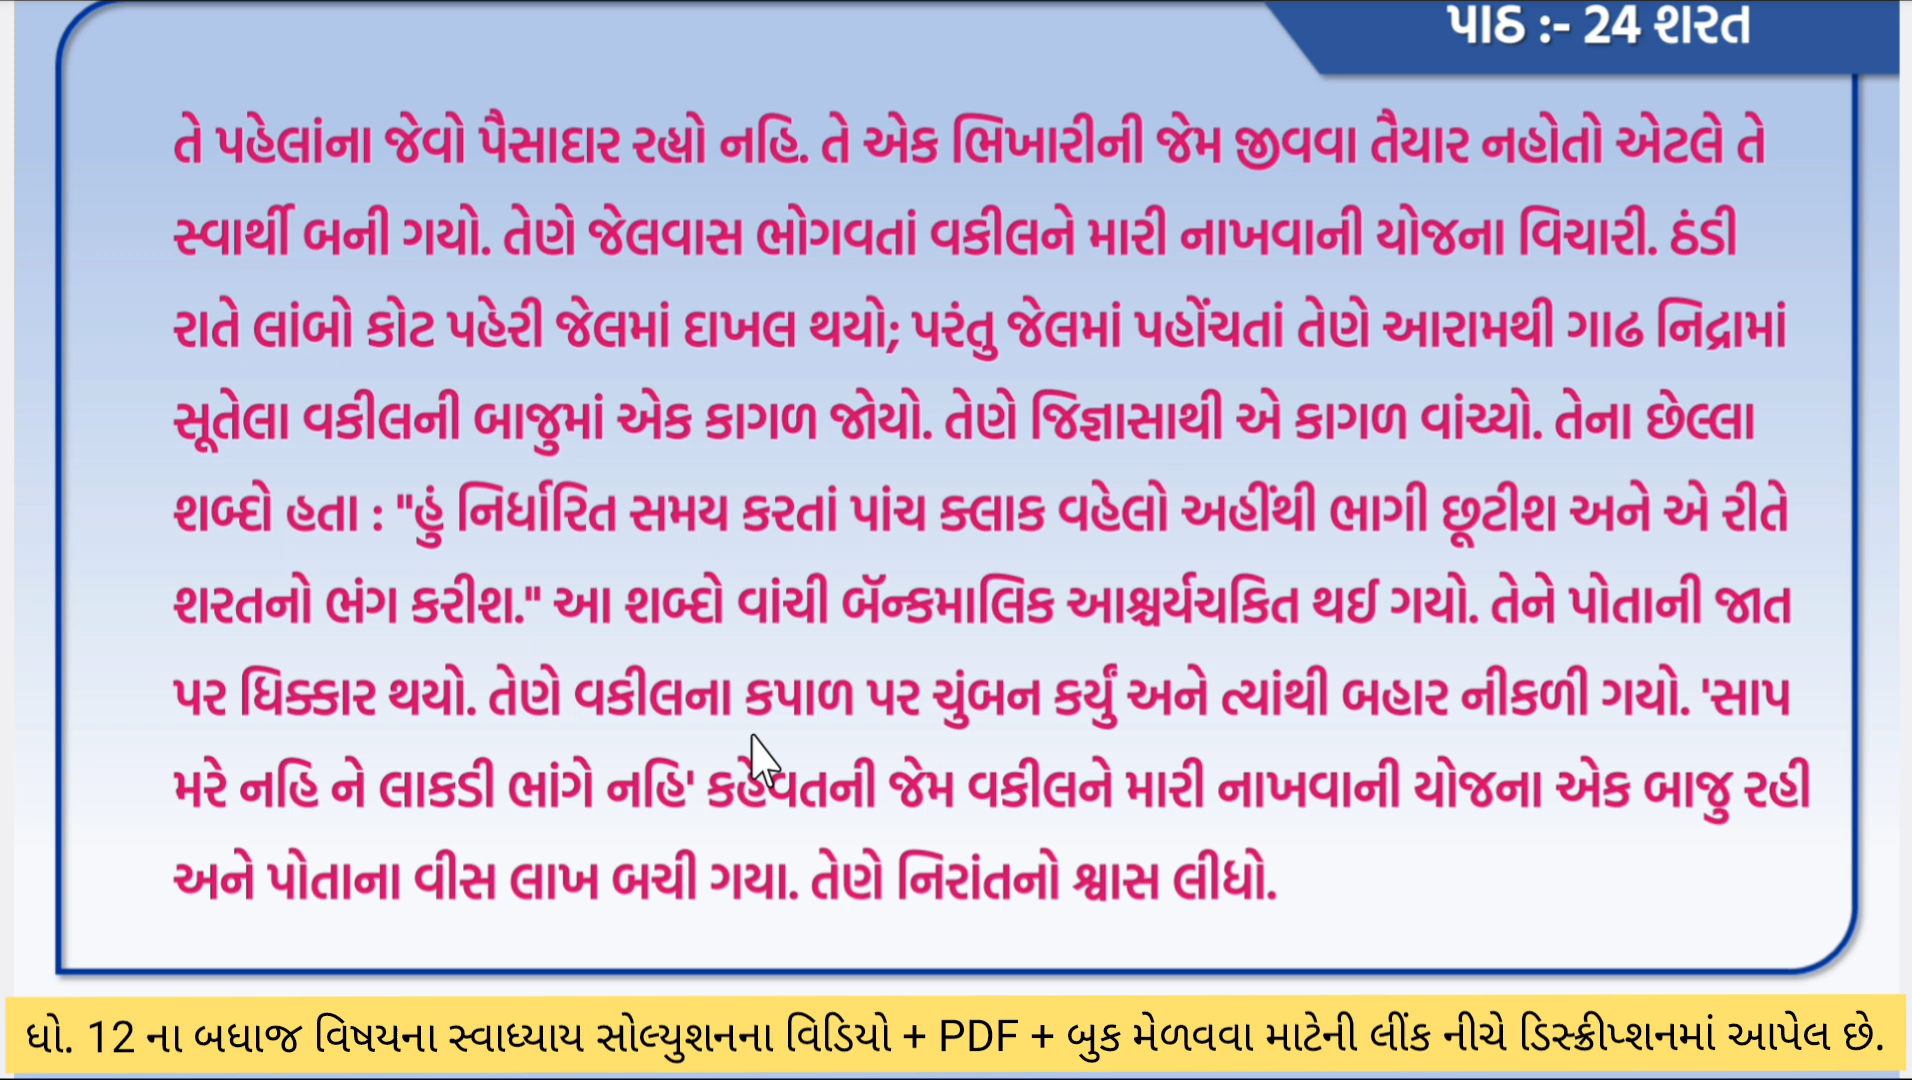 પાઠ :- 24 શરત
તે પહેલાંના જેવો પૈસાદાર રહ્યો નહિ. તે એક ભિખારીની જેમ જીવવા તૈયાર નહોતો એટલે તે
સ્વાર્થી બની ગયો. તેણે જેલવાસ ભોગવતાં વકીલને મારી નાખવાની યોજના વિચારી. ઠંડી
રાતે લાંબો કોટ પહેરી જેલમાં દાખલ થયો; પરંતુ જેલમાં પહોંચતાં તેણે આરામથી ગાઢ નિદ્રામાં
સૂતેલા વકીલની બાજુમાં એક કાગળ જોયો. તેણે જિજ્ઞાસાથી એ કાગળ વાંચ્યો. તેના છેલ્લા
શબ્દો હતા : "હું નિર્ધારિત સમય કરતાં પાંચ ક્લાક વહેલો અહીંથી ભાગી છૂટીશ અને એ રીતે
શરતનો ભંગ કરીશ." આ શબ્દો વાંચી બૅન્કમાલિક આશ્ચર્યચકિત થઈ ગયો. તેને પોતાની જાત
પર ધિક્કાર થયો. તેણે વકીલના કપાળ પર ચુંબન કર્યું અને ત્યાંથી બહાર નીકળી ગયો. 'સાપ
મરે નહિ ને લાકડી ભાંગે નહિ' કહેવતની જેમ વકીલને મારી નાખવાની યોજના એક બાજુ રહી
અને પોતાના વીસ લાખ બચી ગયા. તેણે નિરાંતનો શ્વાસ લીધો.
ધો. 12 ના બધાજ વિષયના સ્વાધ્યાય સોલ્યુશનના વિડિયો + PDF + બુક મેળવવા માટેની લીંક નીચે ડિસ્ક્રીપ્શનમાં આપેલ છે.